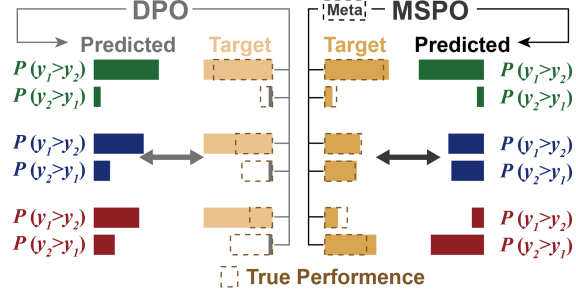 DPO
Meta MSPO
Predicted Target Target Predicted
P(y₁>y₂) P(y₁>y₂)
P(y₂>y₁) P(y₂>y₁)
P(y₁>y₂) P(y₁>y₂)
P(y₂>y₁) P(y₂>y₁)
P(y₁>y₂) P(y₁>y₂)
P(y₂>y₁) P(y₂>y₁)
True Performence